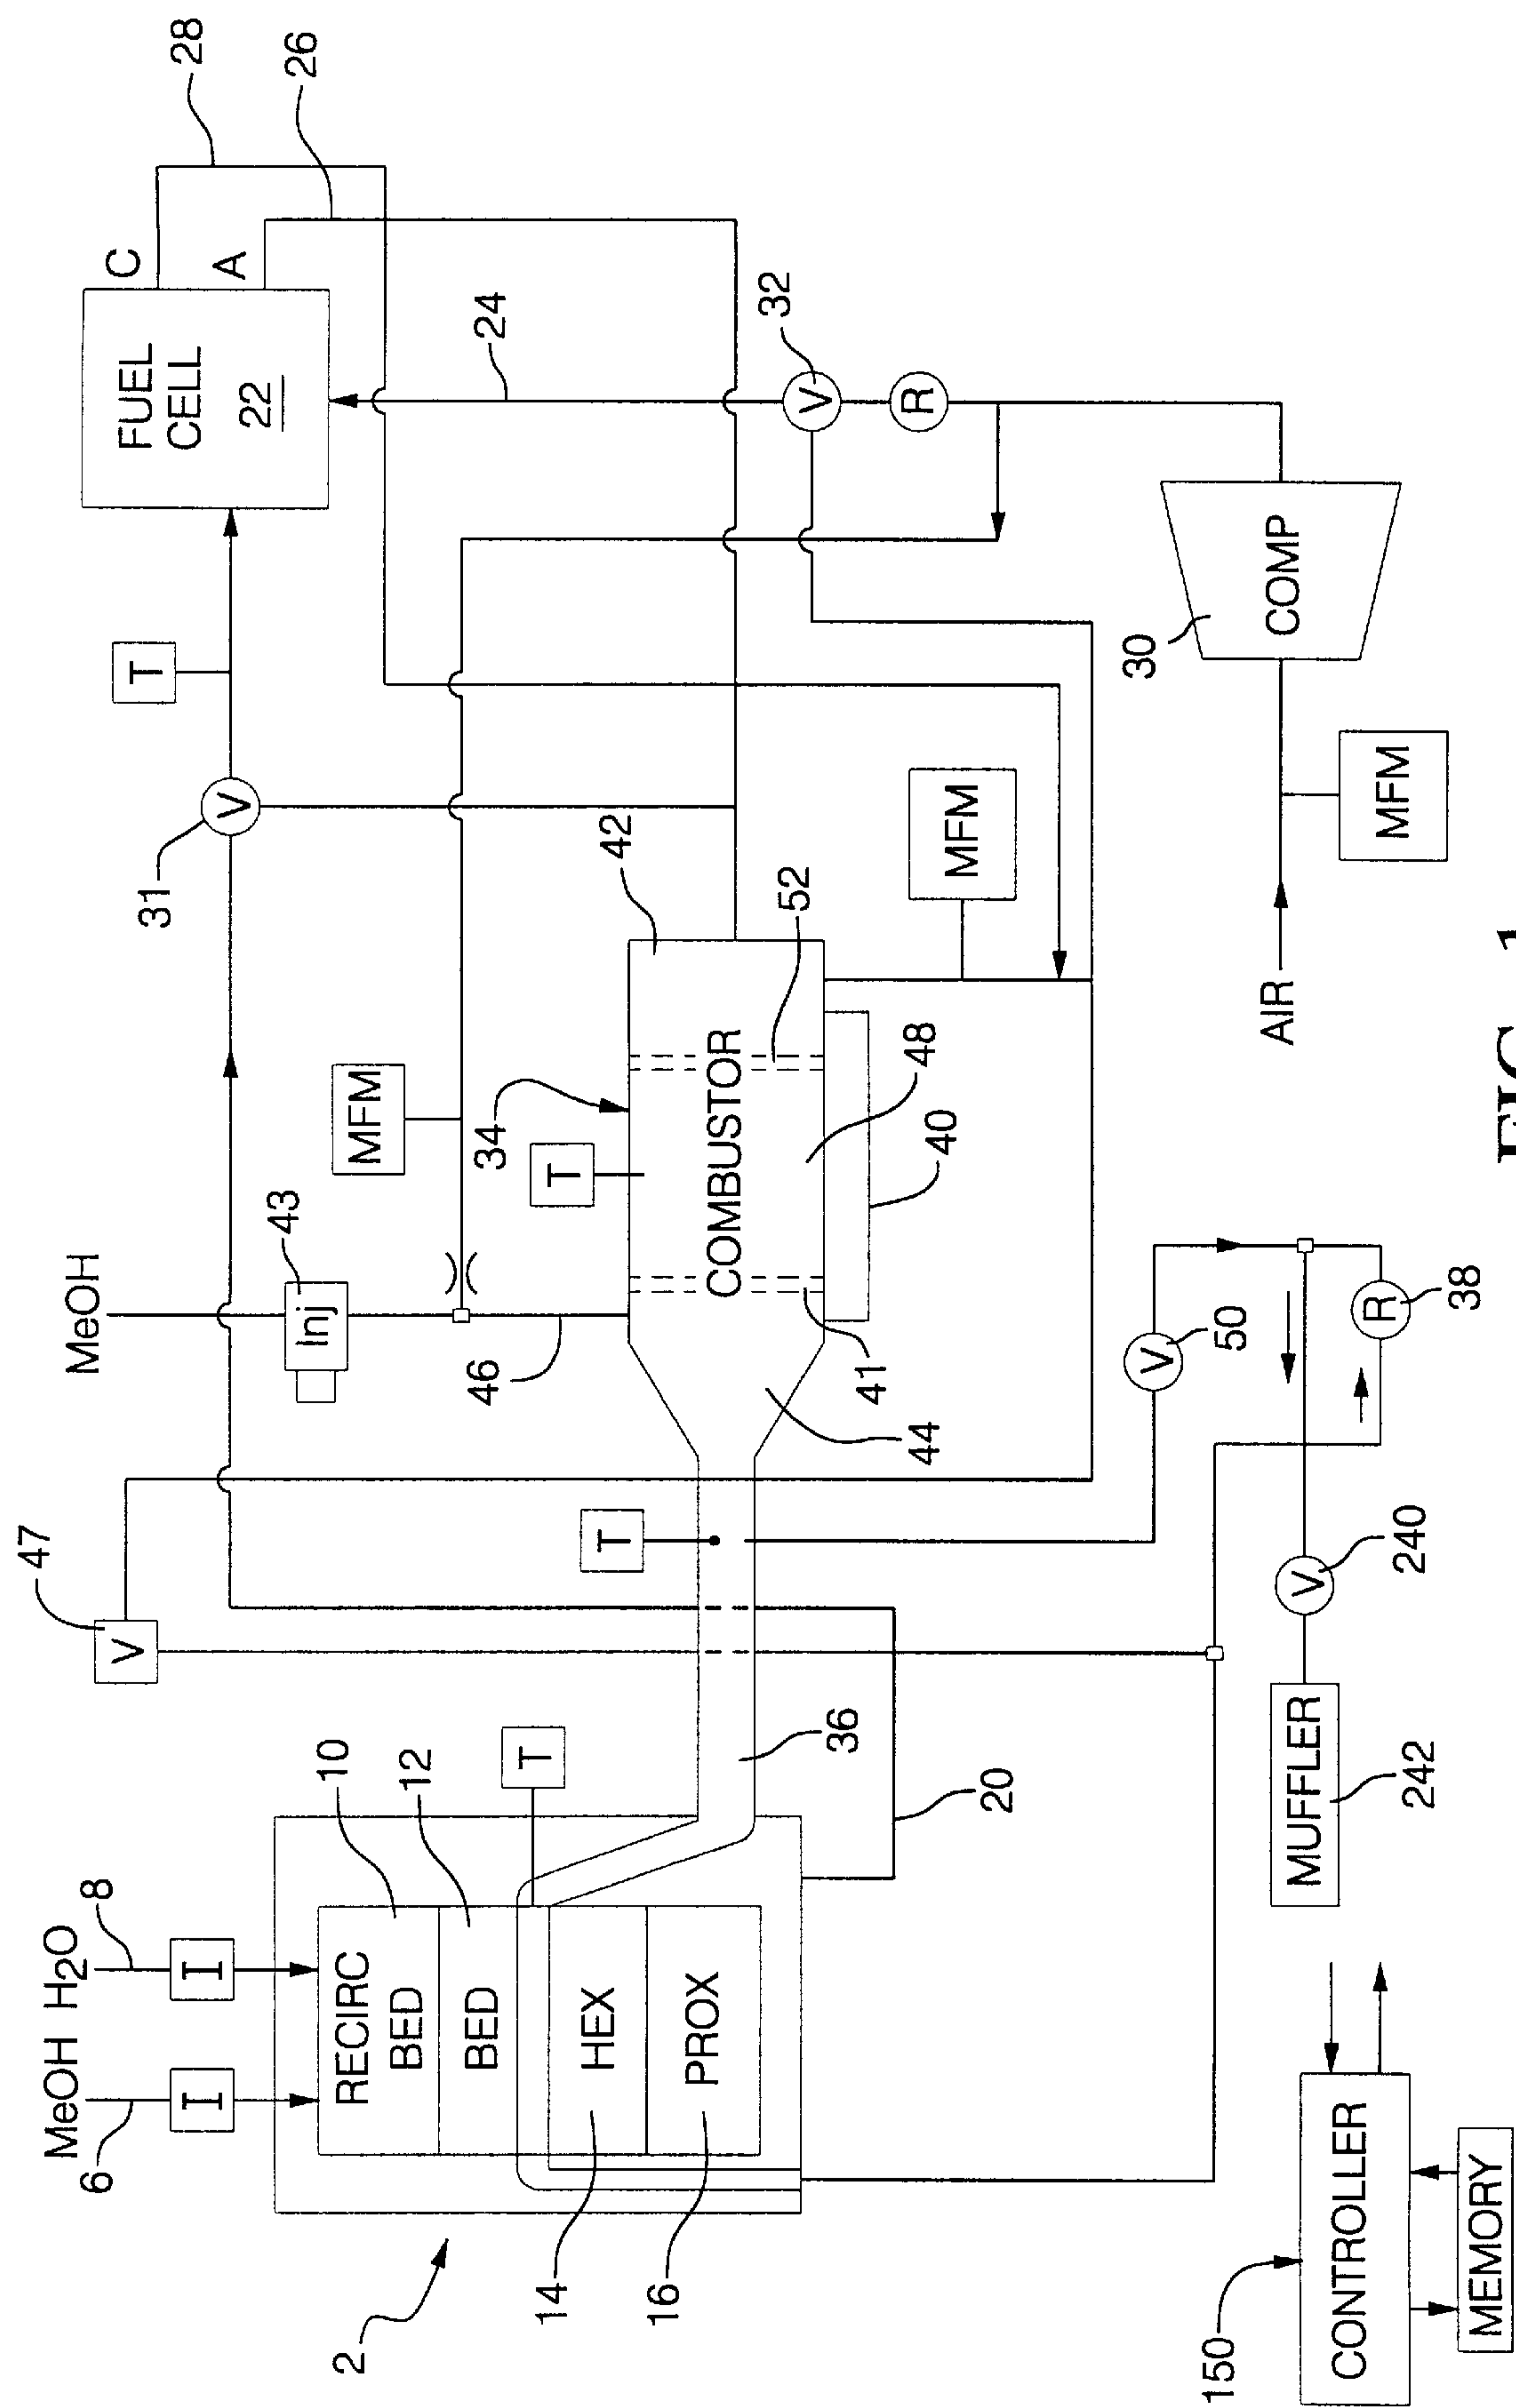 MeOH H2O
6
8
47
MeOH
I
I
V
43
Inj
31
V
T
C
A
28
26
FUEL
CELL
22
2
RECIRC
BED
10
BED
12
T
HEX
14
PROX
16
MFM
46
34
T
T
COMBUSTOR
42
24
32
V
R
52
48
41
40
44
36
20
MFM
30
COMP
AIR
MFM
V
50
R
38
V
240
MUFFLER
242
150
CONTROLLER
MEMORY
FIG. 1